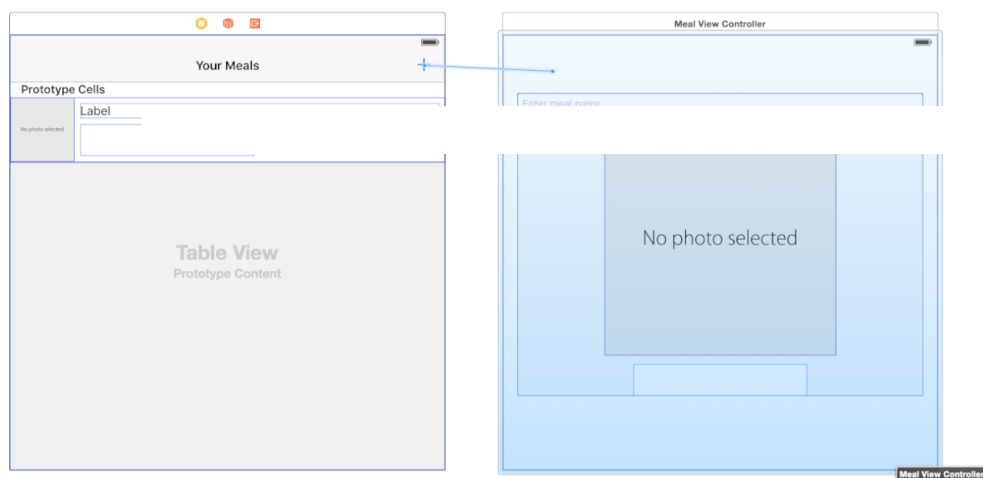 Meal View Controller
Your Meals
Prototype Cells
Label
Enter meal name
No photo selected
Table View
Prototype Content
No photo selected
Meal View Controller